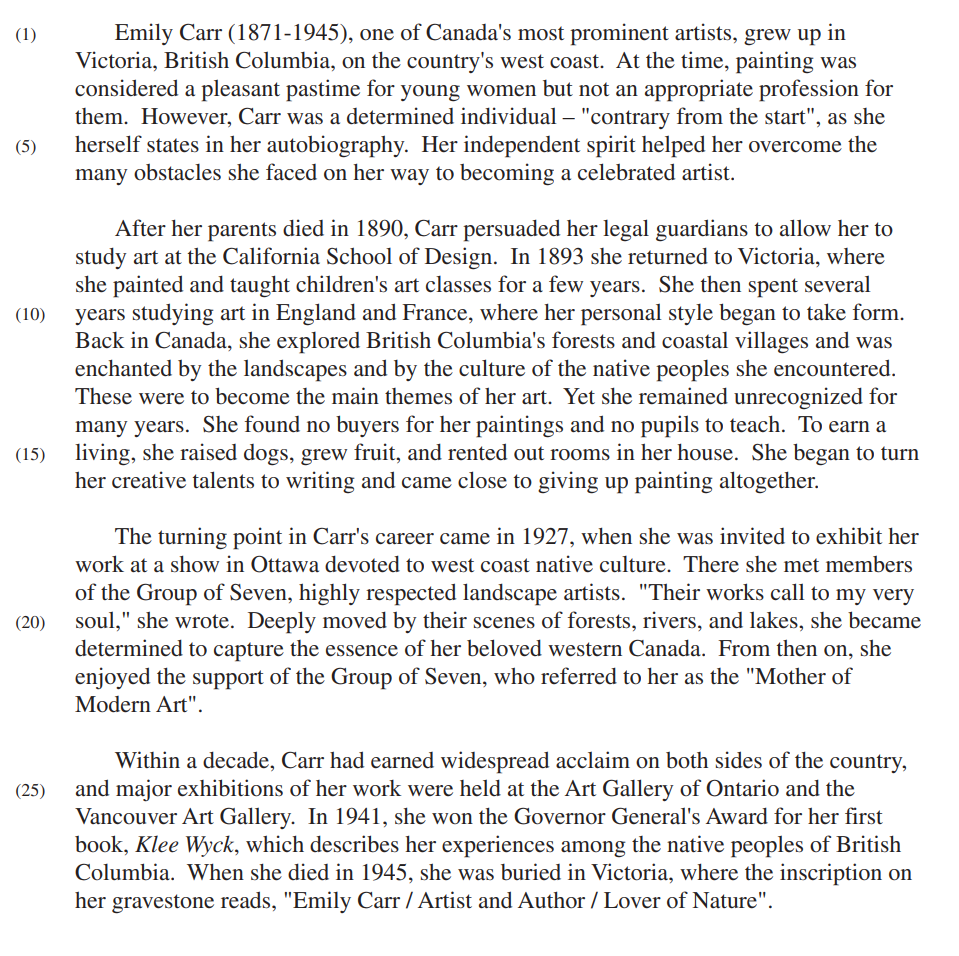 (1) Emily Carr (1871-1945), one of Canada's most prominent artists, grew up in
Victoria, British Columbia, on the country's west coast. At the time, painting was
considered a pleasant pastime for young women but not an appropriate profession for
them. However, Carr was a determined individual – "contrary from the start", as she
(5) herself states in her autobiography. Her independent spirit helped her overcome the
many obstacles she faced on her way to becoming a celebrated artist.
After her parents died in 1890, Carr persuaded her legal guardians to allow her to
study art at the California School of Design. In 1893 she returned to Victoria, where
she painted and taught children's art classes for a few years. She then spent several
(10) years studying art in England and France, where her personal style began to take form.
Back in Canada, she explored British Columbia's forests and coastal villages and was
enchanted by the landscapes and by the culture of the native peoples she encountered.
These were to become the main themes of her art. Yet she remained unrecognized for
many years. She found no buyers for her paintings and no pupils to teach. To earn a
(15) living, she raised dogs, grew fruit, and rented out rooms in her house. She began to turn
her creative talents to writing and came close to giving up painting altogether.
The turning point in Carr's career came in 1927, when she was invited to exhibit her
work at a show in Ottawa devoted to west coast native culture. There she met members
of the Group of Seven, highly respected landscape artists. "Their works call to my very
(20) soul," she wrote. Deeply moved by their scenes of forests, rivers, and lakes, she became
determined to capture the essence of her beloved western Canada. From then on, she
enjoyed the support of the Group of Seven, who referred to her as the "Mother of
Modern Art".
Within a decade, Carr had earned widespread acclaim on both sides of the country,
(25) and major exhibitions of her work were held at the Art Gallery of Ontario and the
Vancouver Art Gallery. In 1941, she won the Governor General's Award for her first
book, Klee Wyck, which describes her experiences among the native peoples of British
Columbia. When she died in 1945, she was buried in Victoria, where the inscription on
her gravestone reads, "Emily Carr / Artist and Author / Lover of Nature".